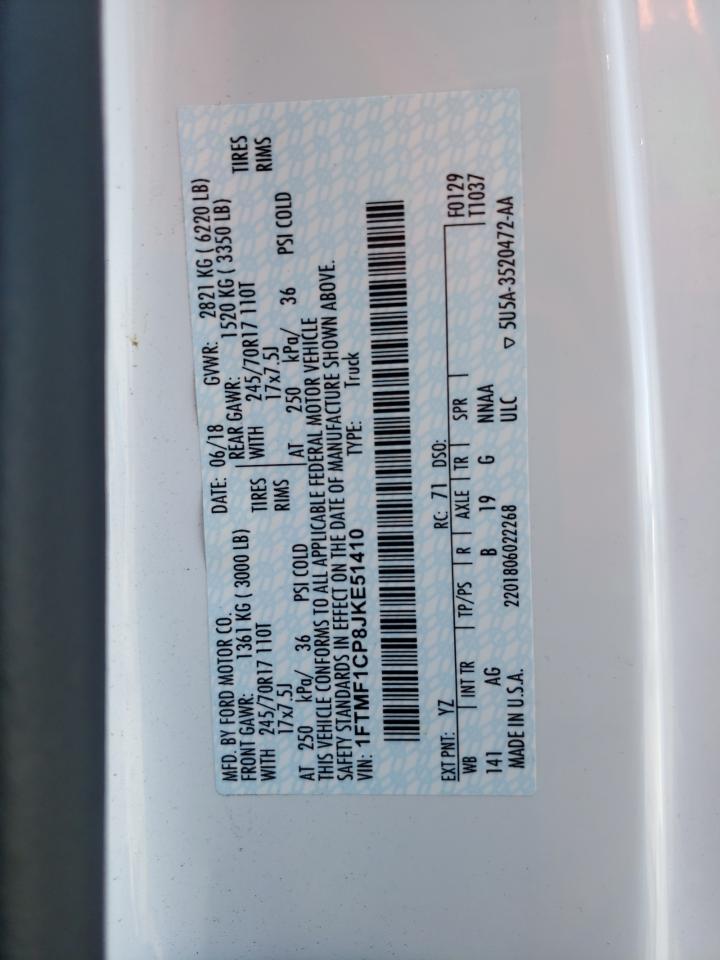 MFD. BY FORD MOTOR CO.
DATE: 06/18 GVWR: 2821 KG ( 6220 LB)
FRONT GAWR: 1361 KG ( 3000 LB) REAR GAWR: 1520 KG ( 3350 LB)
WITH 245/70R17 110T TIRES WITH 245/70R17 110T TIRES
17x7.5J RIMS 17x7.5J RIMS
AT 250 kPa/ 36 PSI COLD AT 250 kPa/ 36 PSI COLD
THIS VEHICLE CONFORMS TO ALL APPLICABLE FEDERAL MOTOR VEHICLE
SAFETY STANDARDS IN EFFECT ON THE DATE OF MANUFACTURE SHOWN ABOVE.
VIN: 1FTMF1CP8JKE51410 TYPE: Truck
F0129
EXT PNT: YZ RC: 71 DSO: T1037
WB INT TR TP/PS R AXLE TR SPR
141 AG B 19 G NNAA
MADE IN U.S.A. 2201806022268 ULC ▽ 5U5A-3520472-AA